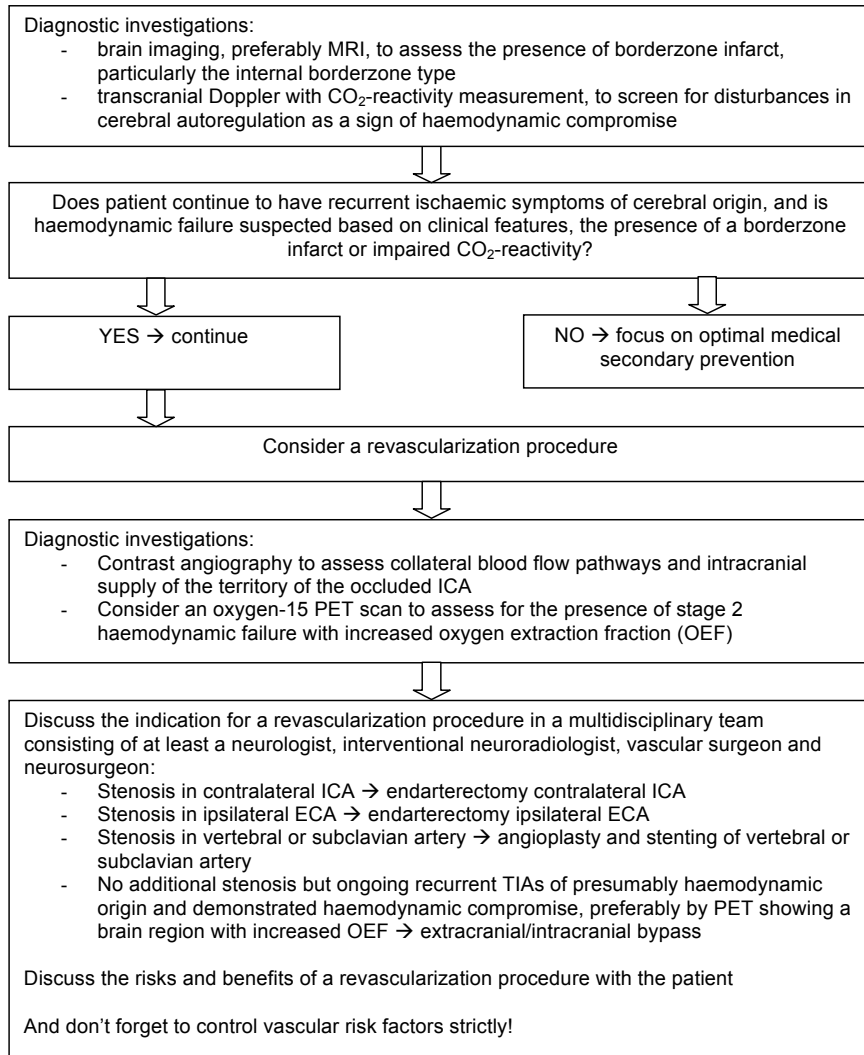 Diagnostic investigations:
- brain imaging, preferably MRI, to assess the presence of borderzone infarct,
particularly the internal borderzone type
- transcranial Doppler with CO₂-reactivity measurement, to screen for disturbances in
cerebral autoregulation as a sign of haemodynamic compromise
Does patient continue to have recurrent ischaemic symptoms of cerebral origin, and is
haemodynamic failure suspected based on clinical features, the presence of a borderzone
infarct or impaired CO₂-reactivity?
YES → continue
NO → focus on optimal medical
secondary prevention
Consider a revascularization procedure
Diagnostic investigations:
- Contrast angiography to assess collateral blood flow pathways and intracranial
supply of the territory of the occluded ICA
- Consider an oxygen-15 PET scan to assess for the presence of stage 2
haemodynamic failure with increased oxygen extraction fraction (OEF)
Discuss the indication for a revascularization procedure in a multidisciplinary team
consisting of at least a neurologist, interventional neuroradiologist, vascular surgeon and
neurosurgeon:
- Stenosis in contralateral ICA → endarterectomy contralateral ICA
- Stenosis in ipsilateral ECA → endarterectomy ipsilateral ECA
- Stenosis in vertebral or subclavian artery → angioplasty and stenting of vertebral or
subclavian artery
- No additional stenosis but ongoing recurrent TIAs of presumably haemodynamic
origin and demonstrated haemodynamic compromise, preferably by PET showing a
brain region with increased OEF → extracranial/intracranial bypass
Discuss the risks and benefits of a revascularization procedure with the patient
And don't forget to control vascular risk factors strictly!